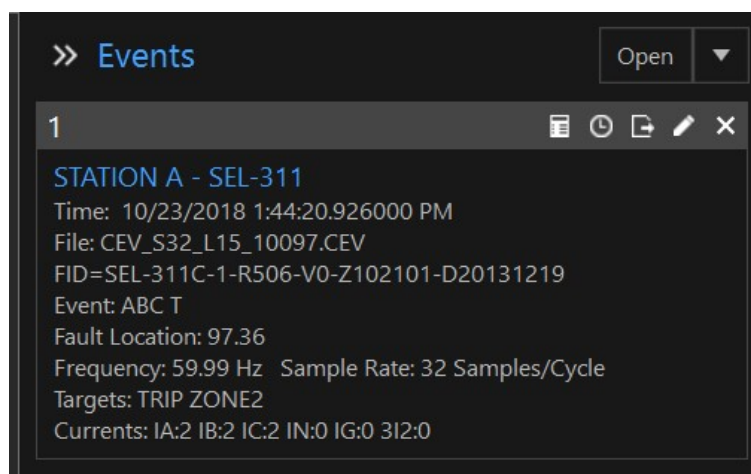 Events
Open
1
STATION A - SEL-311
Time: 10/23/2018 1:44:20.926000 PM
File: CEV_S32_L15_10097.CEV
FID=SEL-311C-1-R506-V0-Z102101-D20131219
Event: ABC T
Fault Location: 97.36
Frequency: 59.99 Hz Sample Rate: 32 Samples/Cycle
Targets: TRIP ZONE2
Currents: IA:2 IB:2 IC:2 IN:0 IG:0 3I2:0